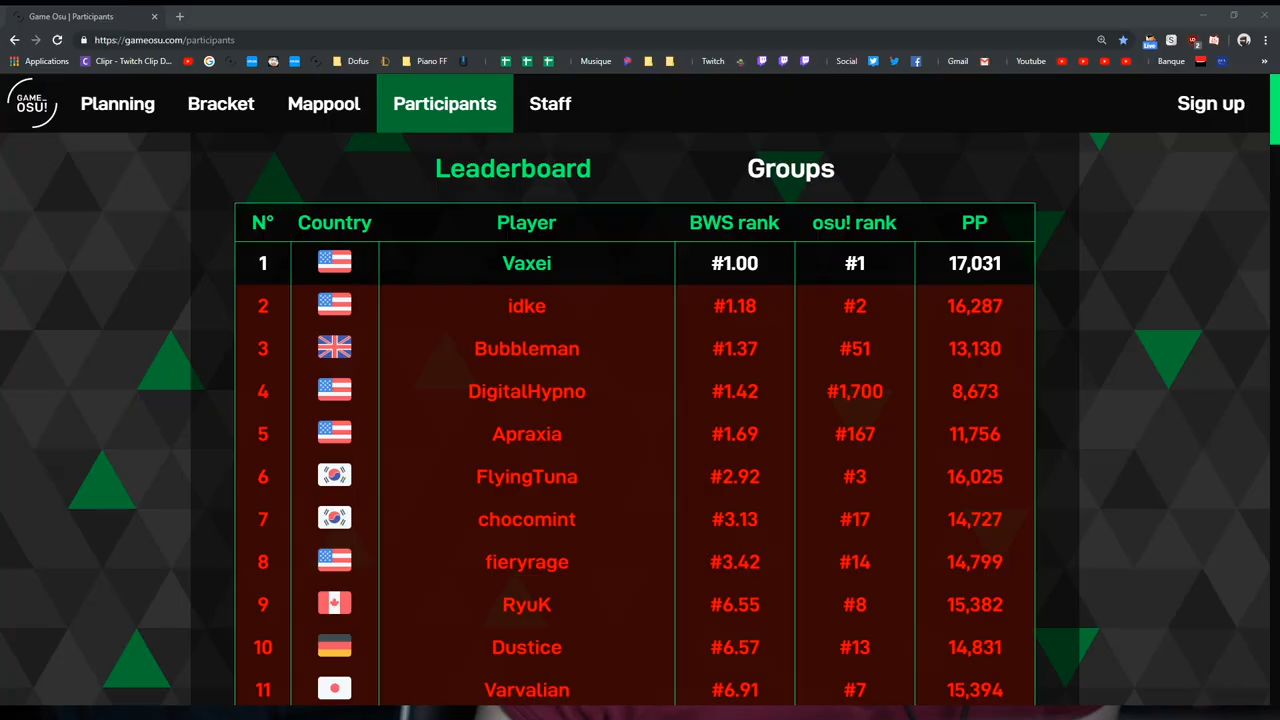 Game Osu | Participants
https://gameosu.com/participants
Live
2
Applications Clipr - Twitch Clip D... Dofus Piano FF Musique Twitch Social Gmail Youtube Banque
GAME_
OSU!
Planning Bracket Mappool Participants Staff Sign up
Leaderboard Groups
N° Country Player BWS rank osu! rank PP
1 Vaxei #1.00 #1 17,031
2 idke #1.18 #2 16,287
3 Bubbleman #1.37 #51 13,130
4 DigitalHypno #1.42 #1,700 8,673
5 Apraxia #1.69 #167 11,756
6 FlyingTuna #2.92 #3 16,025
7 chocomint #3.13 #17 14,727
8 fieryrage #3.42 #14 14,799
9 RyuK #6.55 #8 15,382
10 Dustice #6.57 #13 14,831
11 Varvalian #6.91 #7 15,394